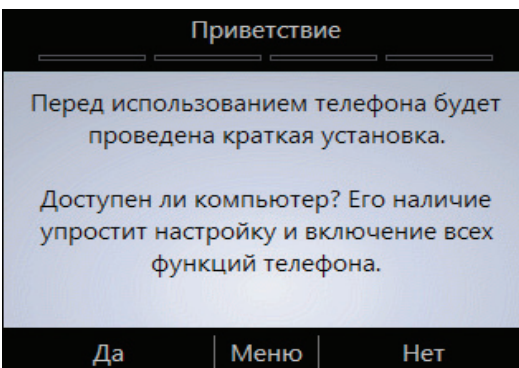 Приветствие
Перед использованием телефона будет
проведена краткая установка.
Доступен ли компьютер? Его наличие
упростит настройку и включение всех
функций телефона.
Да Меню Нет